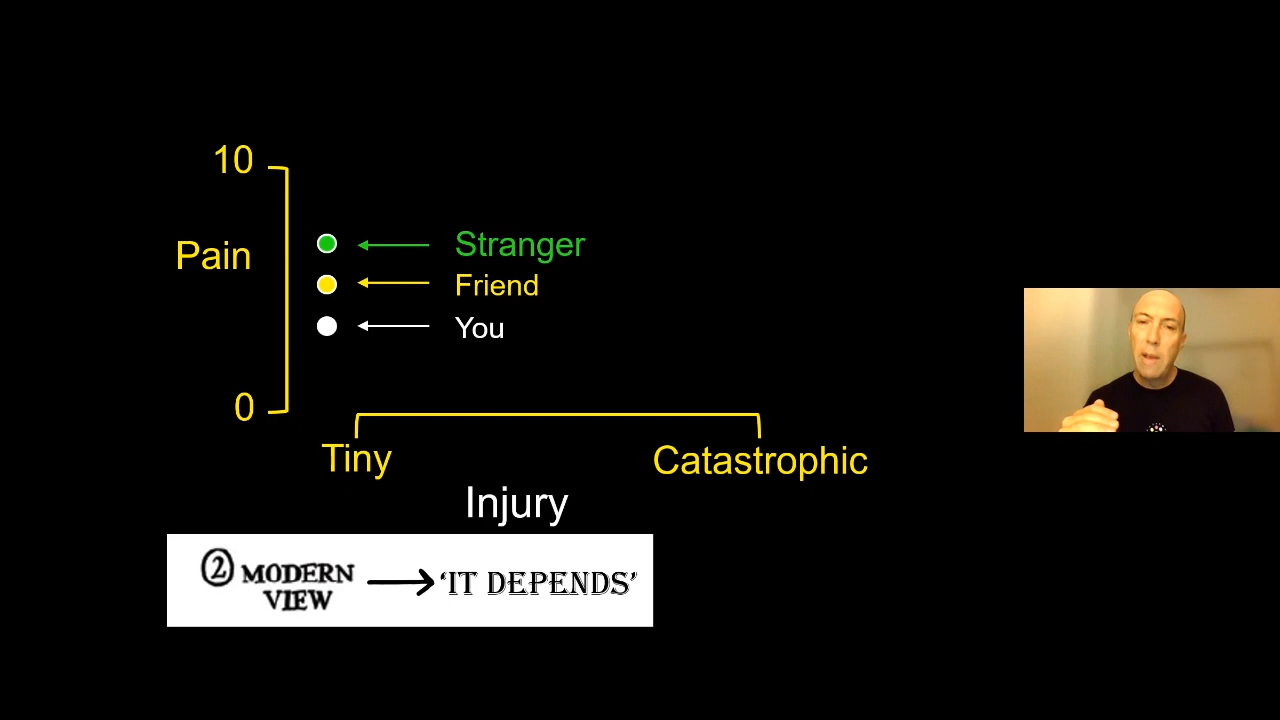 10
Pain
Stranger
Friend
You
0
Tiny
Catastrophic
Injury
② MODERN
VIEW
'IT DEPENDS'